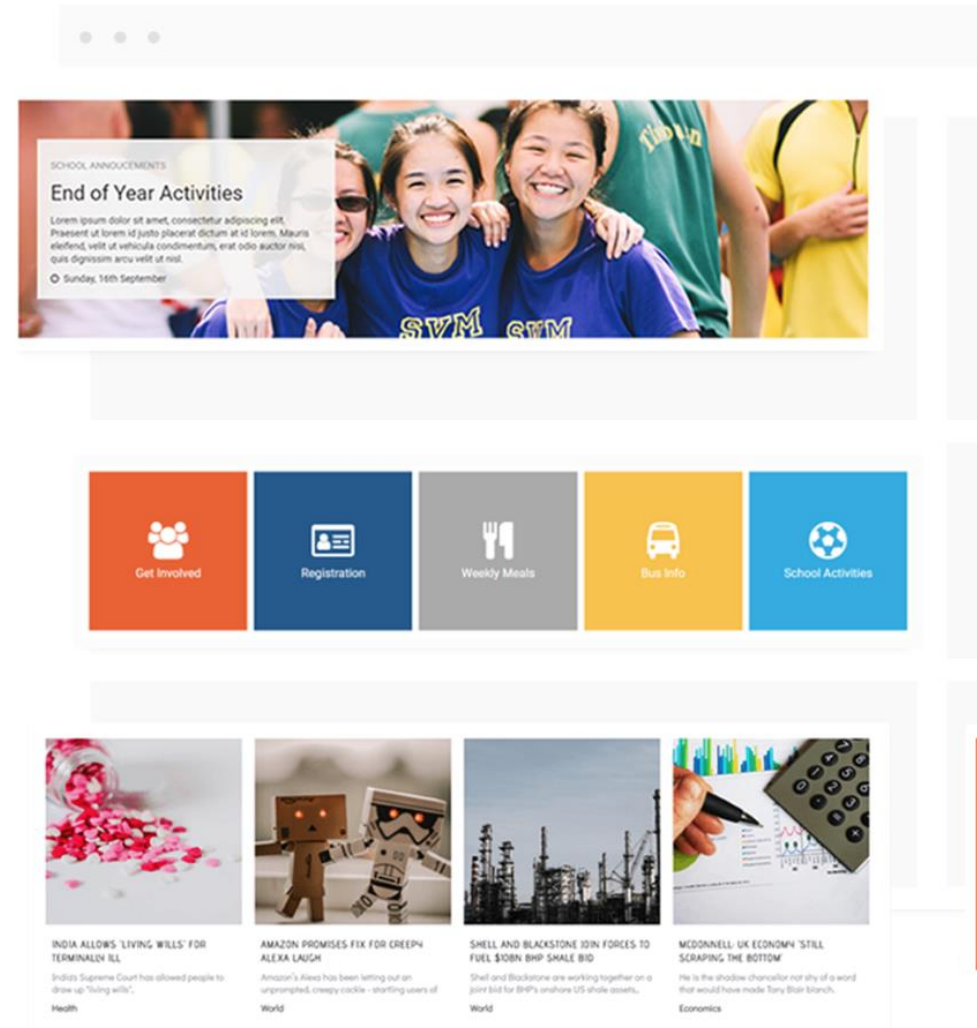 SCHOOL ANNOUCEMENTS
End of Year Activities
Lorem ipsum dolor sit amet, consectetur adipiscing elit.
Praesent ut lorem id justo placerat dictum at id lorem. Mauris
eleifend, velit ut vehicula condimentum, erat odio auctor nisl,
quis dignissim arcu velit ut nisl.
Sunday, 16th September
SVM SVM
Get Involved
Registration
Weekly Meals
Bus Info
School Activities
INDIA ALLOWS 'LIVING WILLS' FOR
TERMINALLY ILL
India's Supreme Court has allowed people to
draw up "living wills".
Health
AMAZON PROMISES FIX FOR CREEPY
ALEXA LAUGH
Amazon's Alexa has been letting out an
unprompted, creepy cackle - startling users of
World
SHELL AND BLACKSTONE JOIN FORCES TO
FUEL $10BN BHP SHALE BID
Shell and Blackstone are working together on a
joint bid for BHP's onshore US shale assets,.
World
MCDONNELL: UK ECONOMY 'STILL
SCRAPING THE BOTTOM'
He is the shadow chancellor not shy of a word
that would have made Tony Blair blanch.
Economics